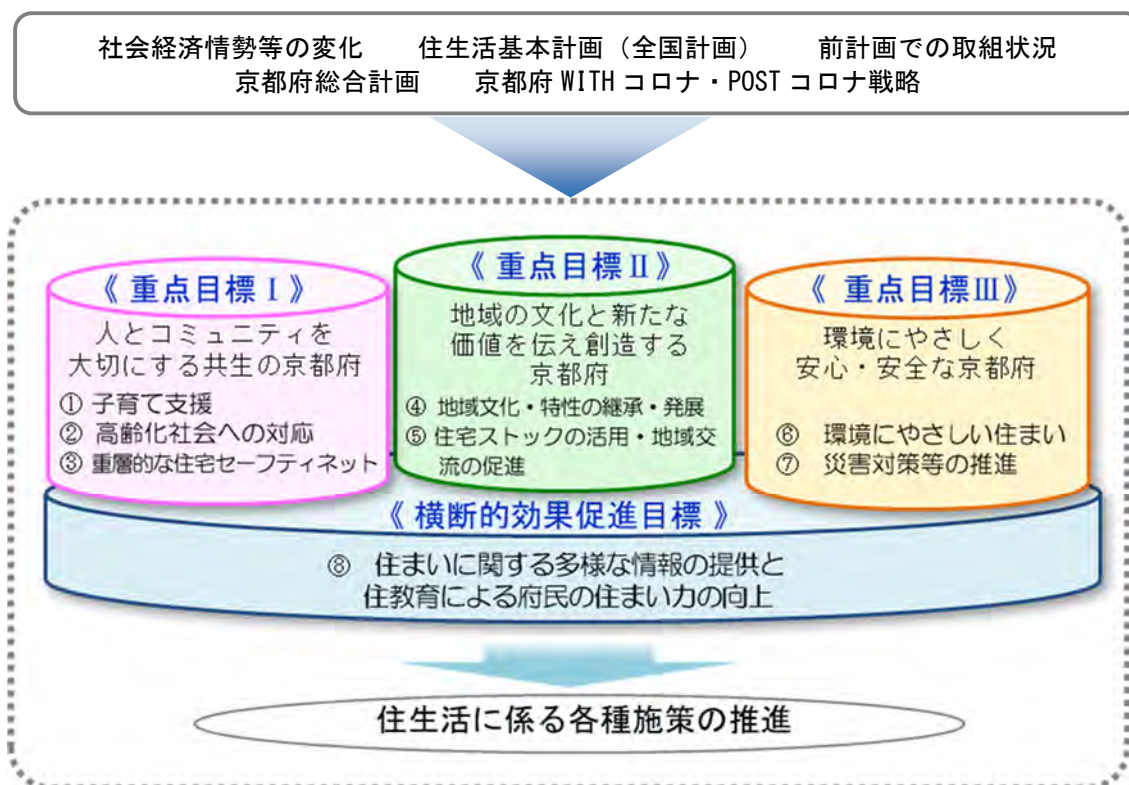 社会経済情勢等の変化　　住生活基本計画（全国計画）　　前計画での取組状況
京都府総合計画　　京都府 WITH コロナ・POST コロナ戦略
《 重点目標Ⅰ 》
人とコミュニティを
大切にする共生の京都府
① 子育て支援
② 高齢化社会への対応
③ 重層的な住宅セーフティネット
《 重点目標Ⅱ 》
地域の文化と新たな
価値を伝え創造する
京都府
④ 地域文化・特性の継承・発展
⑤ 住宅ストックの活用・地域交
流の促進
《 重点目標Ⅲ 》
環境にやさしく
安心・安全な京都府
⑥ 環境にやさしい住まい
⑦ 災害対策等の推進
《 横断的効果促進目標 》
⑧ 住まいに関する多様な情報の提供と
住教育による府民の住まい力の向上
住生活に係る各種施策の推進